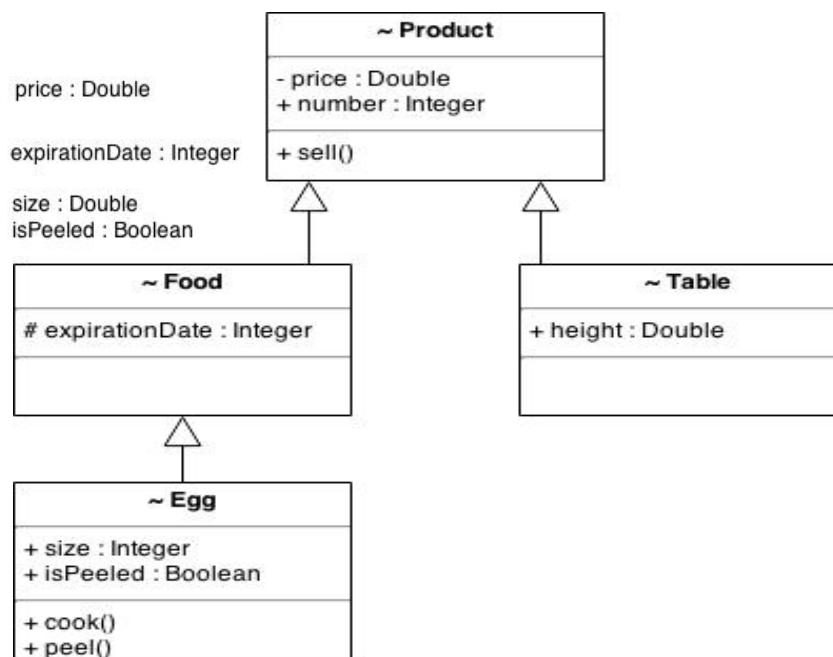 ~ Product
- price : Double
+ number : Integer
+ sell()
price : Double
expirationDate : Integer
size : Double
isPeeled : Boolean
~ Food
# expirationDate : Integer
~ Table
+ height : Double
~ Egg
+ size : Integer
+ isPeeled : Boolean
+ cook()
+ peel()